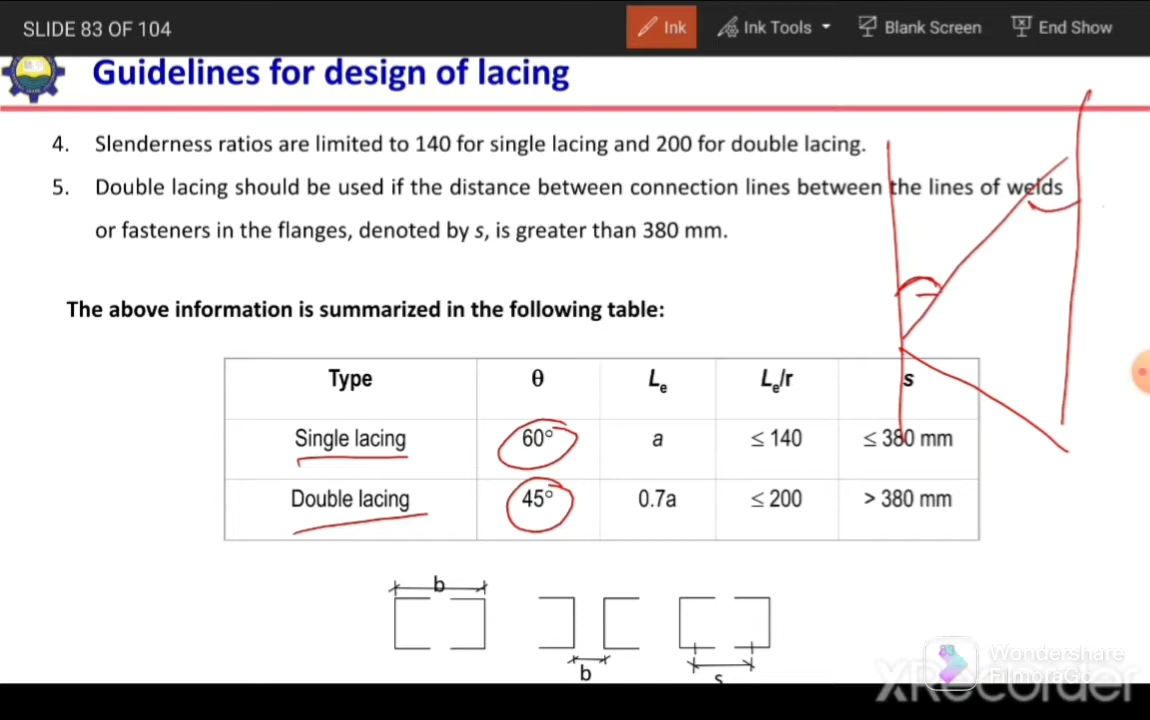 SLIDE 83 OF 104
Ink
Ink Tools
Blank Screen
End Show
Guidelines for design of lacing
4. Slenderness ratios are limited to 140 for single lacing and 200 for double lacing.
5. Double lacing should be used if the distance between connection lines between the lines of welds
or fasteners in the flanges, denoted by s, is greater than 380 mm.
The above information is summarized in the following table:
Type θ Lₑ Lₑ/r s
Single lacing 60° a ≤ 140 ≤ 380 mm
Double lacing 45° 0.7a ≤ 200 > 380 mm
b
b
s
83
Wondershare
FilmoraGo
XRecorder